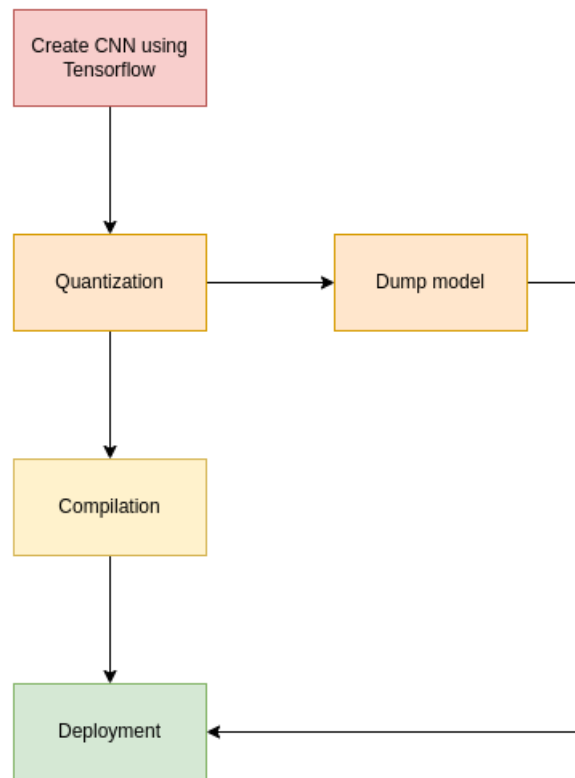 Create CNN using
Tensorflow
Quantization
Dump model
Compilation
Deployment